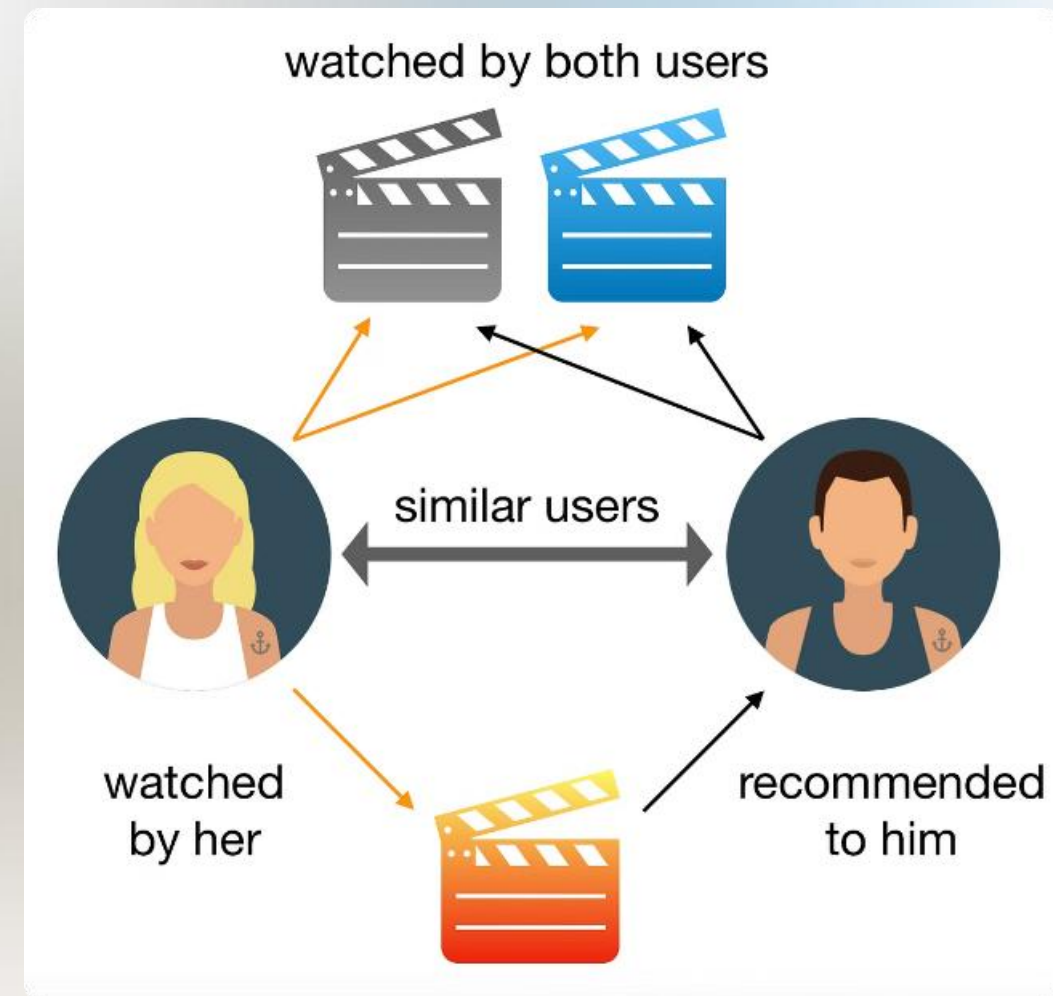 watched by both users
similar users
watched
by her
recommended
to him